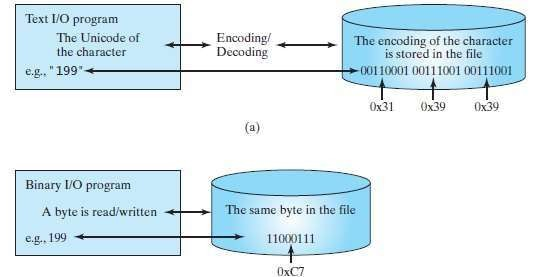 Text I/O program
The Unicode of
the character
e.g., "199"
Encoding/
Decoding
The encoding of the character
is stored in the file
00110001 00111001 00111001
0x31 0x39 0x39
(a)
Binary I/O program
A byte is read/written
e.g., 199
The same byte in the file
11000111
0xC7